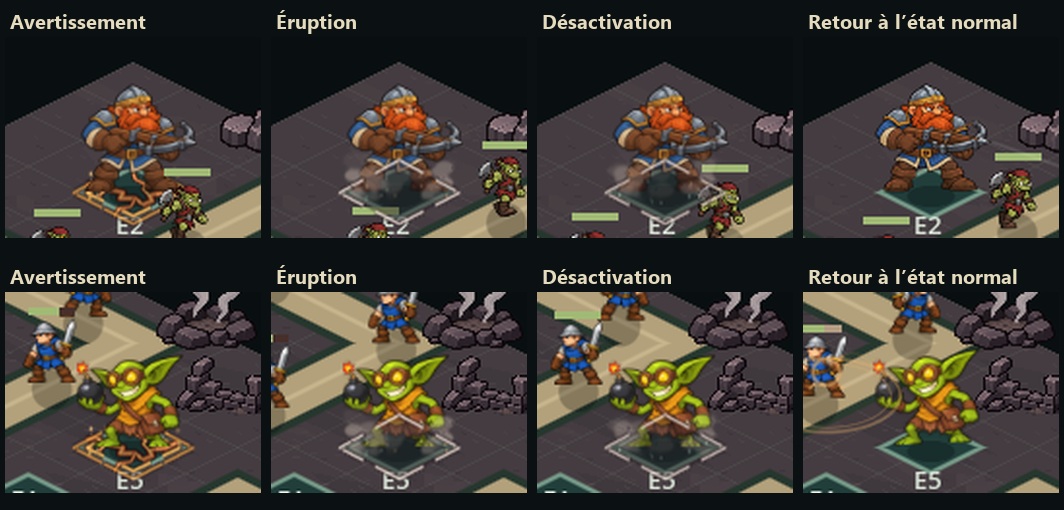 Avertissement
Éruption
Désactivation
Retour à l’état normal
E2
E2
E2
E2
Avertissement
Éruption
Désactivation
Retour à l’état normal
E5
E5
E5
E5